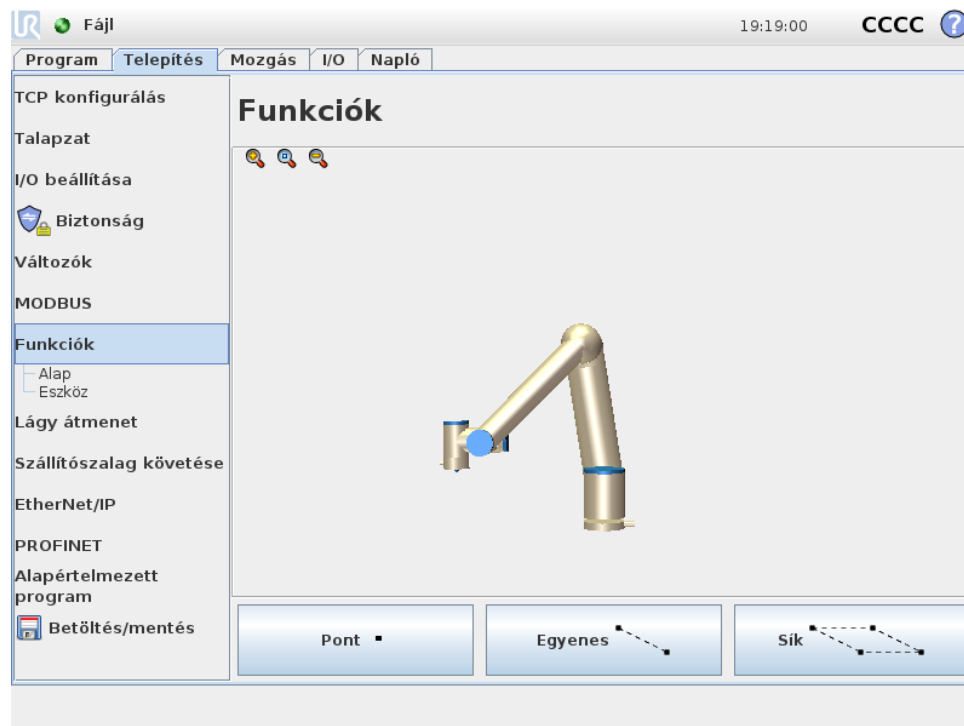 UR Fájl 19:19:00 CCCC ?
Program Telepítés Mozgás I/O Napló
TCP konfigurálás
Talapzat
I/O beállítása
Biztonság
Változók
MODBUS
Funkciók
Alap
Eszköz
Lágy átmenet
Szállítószalag követése
EtherNet/IP
PROFINET
Alapértelmezett
program
Betöltés/mentés
Funkciók
Pont
Egyenes
Sík